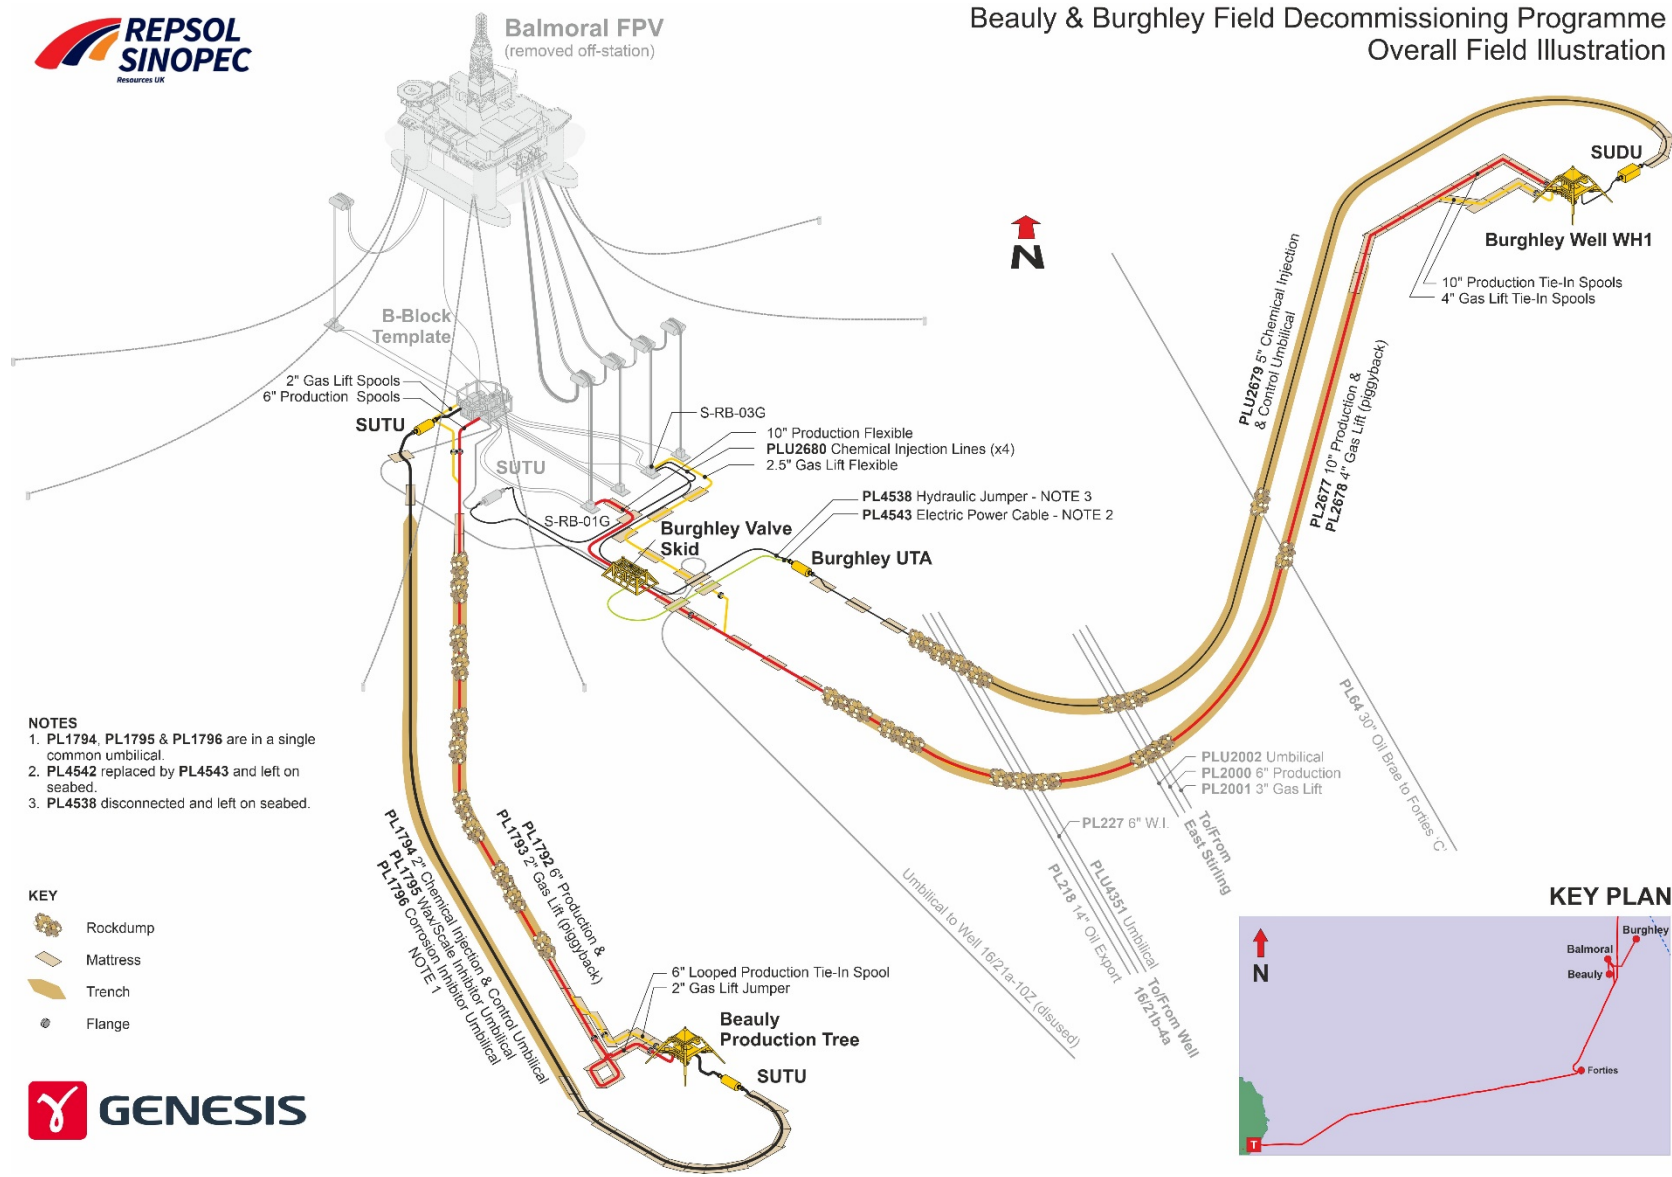 REPSOL
SINOPEC
Resources UK
Balmoral FPV
(removed off-station)
Beauly & Burghley Field Decommissioning Programme
Overall Field Illustration
SUDU
N
Burghley Well WH1
10" Production Tie-In Spools
4" Gas Lift Tie-In Spools
B-Block
Template
2" Gas Lift Spools
6" Production Spools
SUTU
SUTU
S-RB-03G
10" Production Flexible
PLU2680 Chemical Injection Lines (x4)
2.5" Gas Lift Flexible
PL4538 Hydraulic Jumper - NOTE 3
PL4543 Electric Power Cable - NOTE 2
S-RB-01G
Burghley Valve
Skid
Burghley UTA
PLU2679 5" Chemical Injection
& Control Umbilical
PL2677 10" Production &
PL2678 4" Gas Lift (piggyback)
PL64 30" Oil Brae to Forties 'C'
PLU2002 Umbilical
PL2000 6" Production
PL2001 3" Gas Lift
To/From
East Stirling
PL227 6" W.I.
PL218 14" Oil Export
PLU4351 Umbilical
To/From Well
16/21b-4a
Umbilical to Well 16/21a-10Z (disused)
NOTES
1. PL1794, PL1795 & PL1796 are in a single
common umbilical.
2. PL4542 replaced by PL4543 and left on
seabed.
3. PL4538 disconnected and left on seabed.
PL1792 6" Production &
PL1793 2" Gas Lift (piggyback)
PL1794 2" Chemical Injection & Control Umbilical
PL1795 Wax/Scale Inhibitor Umbilical
PL1796 Corrosion Inhibitor Umbilical
NOTE 1
KEY
Rockdump
Mattress
Trench
Flange
6" Looped Production Tie-In Spool
2" Gas Lift Jumper
Beauly
Production Tree
SUTU
GENESIS
KEY PLAN
N
Burghley
Balmoral
Beauly
Forties
T